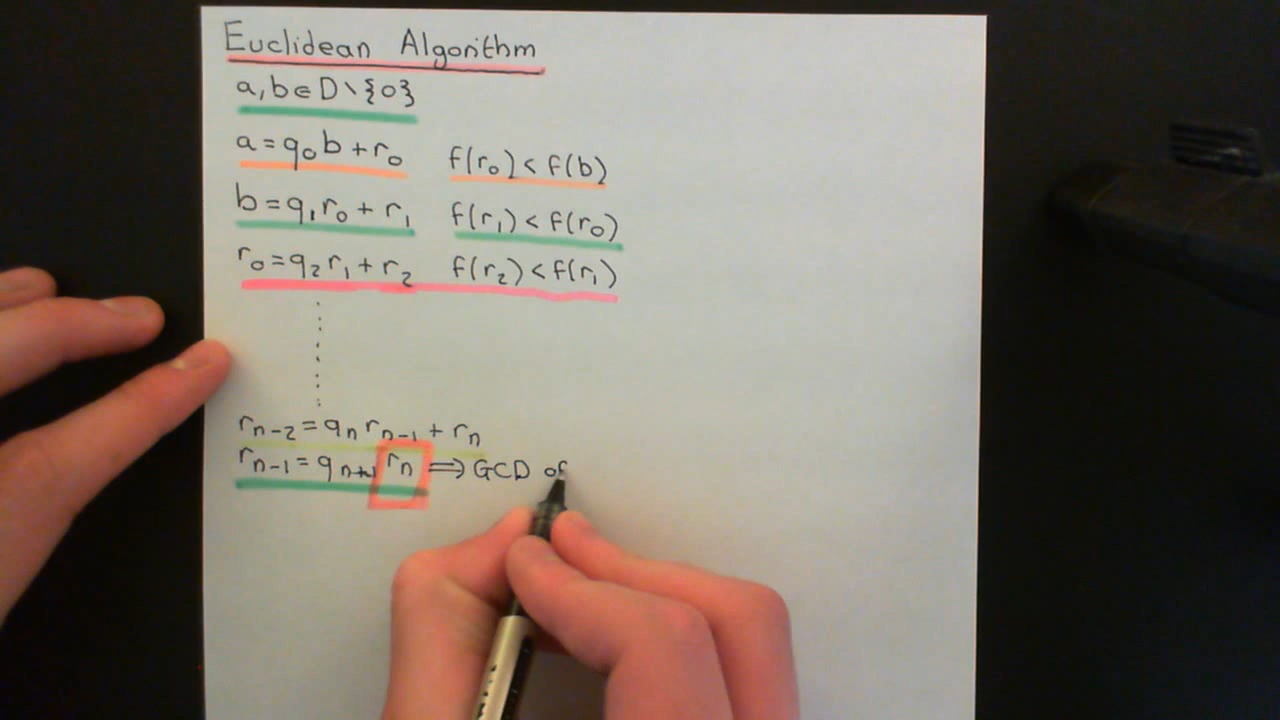 Euclidean Algorithm
a, b ∈ D \ {0}
a = q₀b + r₀ f(r₀) < f(b)
b = q₁r₀ + r₁ f(r₁) < f(r₀)
r₀ = q₂r₁ + r₂ f(r₂) < f(r₁)
rₙ₋₂ = qₙrₙ₋₁ + rₙ
rₙ₋₁ = qₙ₊₁rₙ ⟹ GCD of